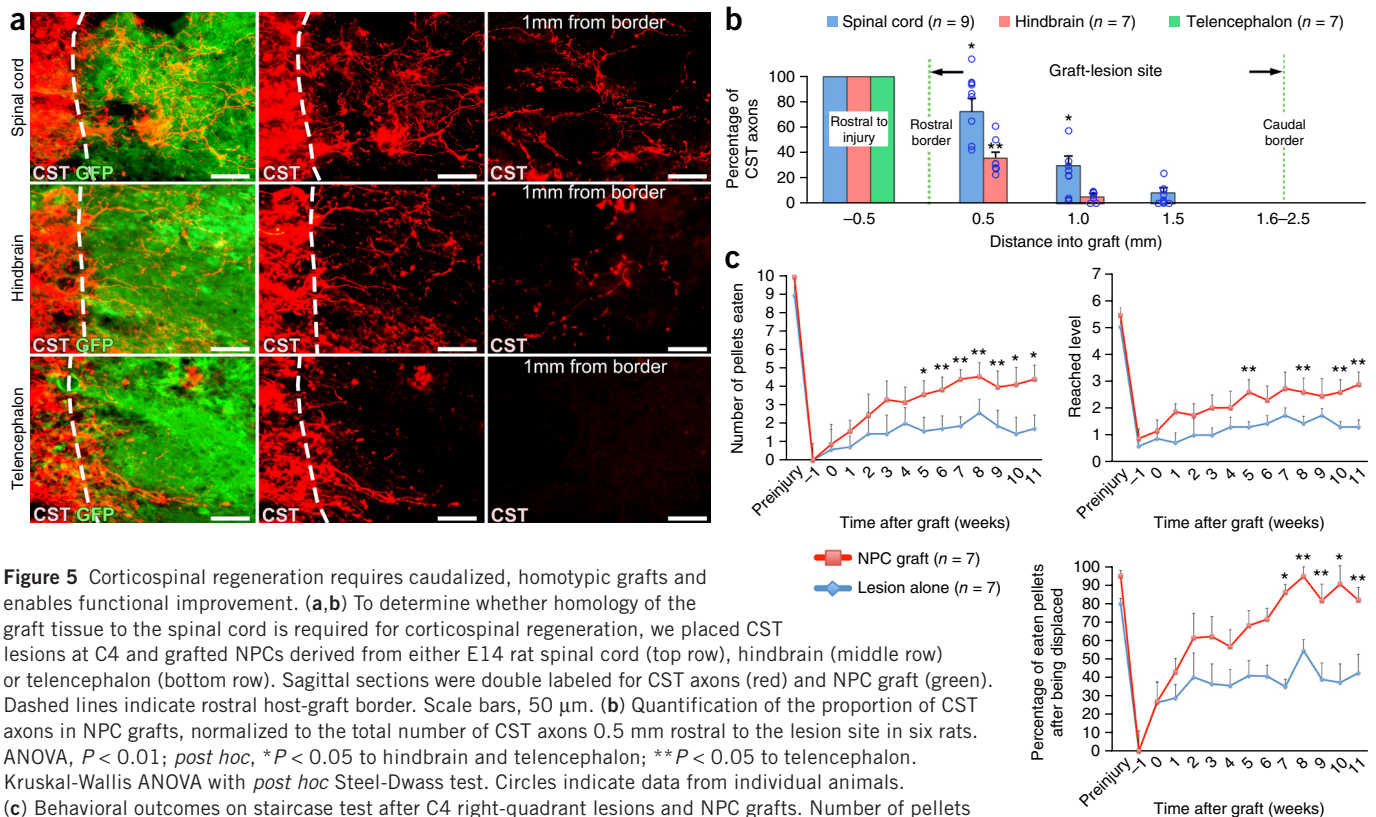 a
Spinal cord
CST GFP
CST
1mm from border
CST
Hindbrain
CST GFP
CST
1mm from border
CST
Telencephalon
CST GFP
CST
1mm from border
CST
b
Spinal cord (n = 9)
Hindbrain (n = 7)
Telencephalon (n = 7)
Percentage of
CST axons
100
80
60
40
20
0
Rostral to
injury
Rostral
border
Graft-lesion site
Caudal
border
*
**
*
–0.5
0.5
1.0
1.5
1.6–2.5
Distance into graft (mm)
c
Number of pellets eaten
10
9
8
7
6
5
4
3
2
1
0
* ** ** ** ** * *
Preinjury –1 0 1 2 3 4 5 6 7 8 9 10 11
Time after graft (weeks)
Reached level
7
6
5
4
3
2
1
0
** ** ** **
Preinjury –1 0 1 2 3 4 5 6 7 8 9 10 11
Time after graft (weeks)
NPC graft (n = 7)
Lesion alone (n = 7)
Percentage of eaten pellets
after being displaced
100
90
80
70
60
50
40
30
20
10
0
* ** ** * **
Preinjury –1 0 1 2 3 4 5 6 7 8 9 10 11
Time after graft (weeks)
Figure 5 Corticospinal regeneration requires caudalized, homotypic grafts and
enables functional improvement. (a,b) To determine whether homology of the
graft tissue to the spinal cord is required for corticospinal regeneration, we placed CST
lesions at C4 and grafted NPCs derived from either E14 rat spinal cord (top row), hindbrain (middle row)
or telencephalon (bottom row). Sagittal sections were double labeled for CST axons (red) and NPC graft (green).
Dashed lines indicate rostral host-graft border. Scale bars, 50 μm. (b) Quantification of the proportion of CST
axons in NPC grafts, normalized to the total number of CST axons 0.5 mm rostral to the lesion site in six rats.
ANOVA, P < 0.01; post hoc, *P < 0.05 to hindbrain and telencephalon; **P < 0.05 to telencephalon.
Kruskal-Wallis ANOVA with post hoc Steel-Dwass test. Circles indicate data from individual animals.
(c) Behavioral outcomes on staircase test after C4 right-quadrant lesions and NPC grafts. Number of pellets